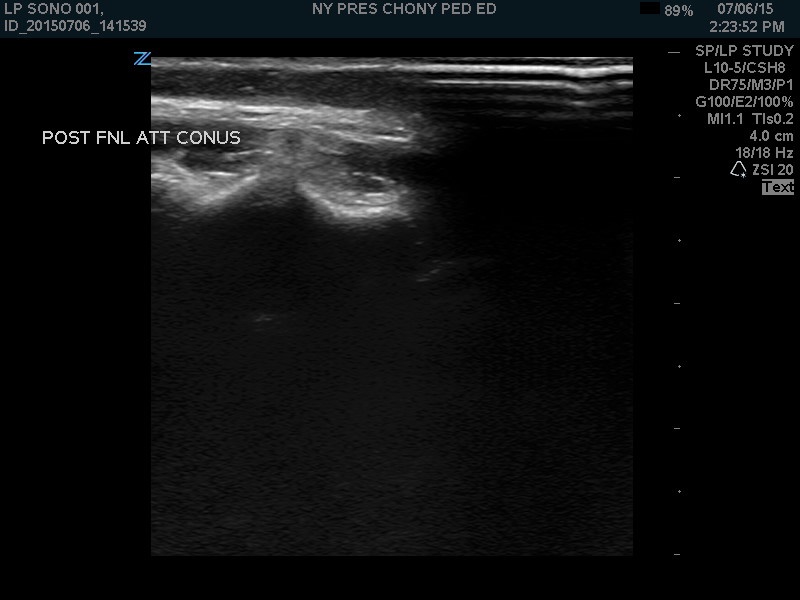 LP SONO 001,
ID_20150706_141539
NY PRES CHONY PED ED
89%
07/06/15
2:23:52 PM
SP/LP STUDY
L10-5/CSH8
DR75/M3/P1
G100/E2/100%
MI1.1 TIs0.2
4.0 cm
18/18 Hz
ZSI 20
Text
Z
POST FNL ATT CONUS